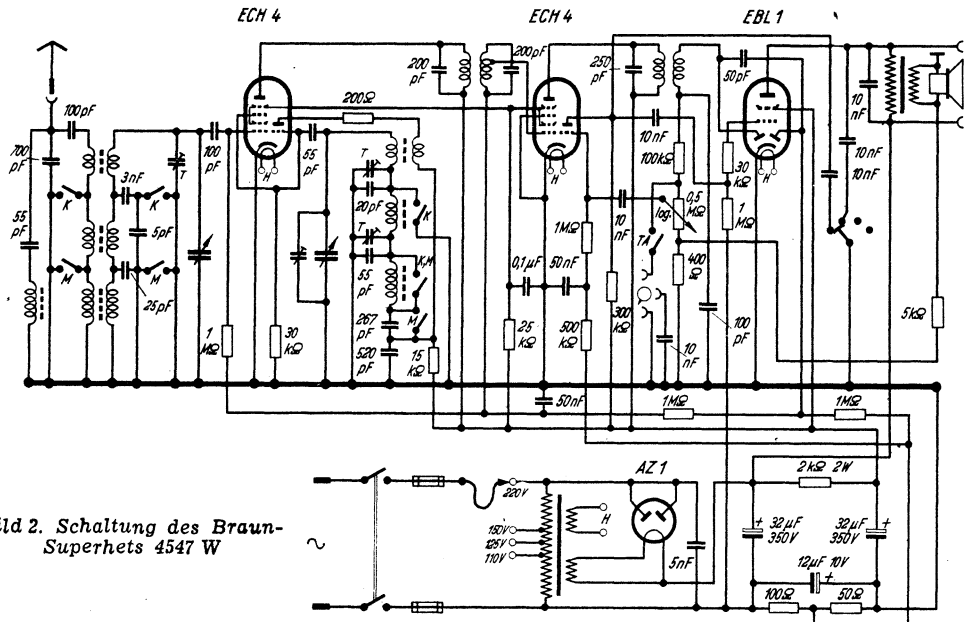 ECH 4 ECH 4 EBL 1
100pF
700 pF
55 pF
K
M
3nF
5pF
25pF
K
M
T
100 pF
H
200Ω
55 pF
T
20pF
T
55 pF
267 pF
520 pF
K
K,M
M
15 kΩ
1 MΩ
30 kΩ
200 pF
200pF
H
0,1µF
50nF
25 kΩ
500 kΩ
1MΩ
10 nF
300 kΩ
50nF
250 pF
10 nF
100kΩ
log.
0,5 MΩ
TA
400 Ω
10 nF
100 pF
30 kΩ
1 MΩ
50pF
H
10 nF
10nF
10nF
5kΩ
1MΩ
1MΩ
220V
150V
125V
110V
H
AZ 1
5nF
2kΩ 2W
32µF 350V
+
32µF 350V
+
12µF 10V
+
100Ω
50Ω
ild 2. Schaltung des Braun-
Superhets 4547 W
~